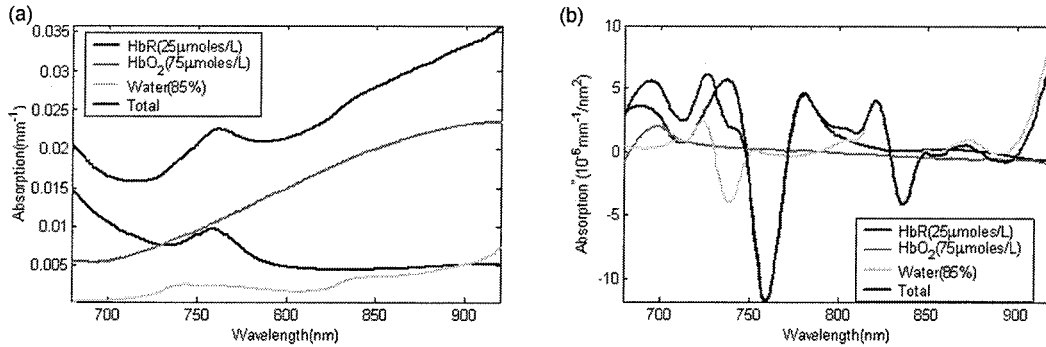 (a)
0.035
0.03
0.025
0.02
0.015
0.01
0.005
Absorption(mm⁻¹)
HbR(25μmoles/L)
HbO₂(75μmoles/L)
Water(85%)
Total
700
750
800
850
900
Wavelength(nm)
(b)
10
5
0
-5
-10
Absorption" (10⁻⁶mm⁻¹/nm²)
HbR(25μmoles/L)
HbO₂(75μmoles/L)
Water(85%)
Total
700
750
800
850
900
Wavelength(nm)